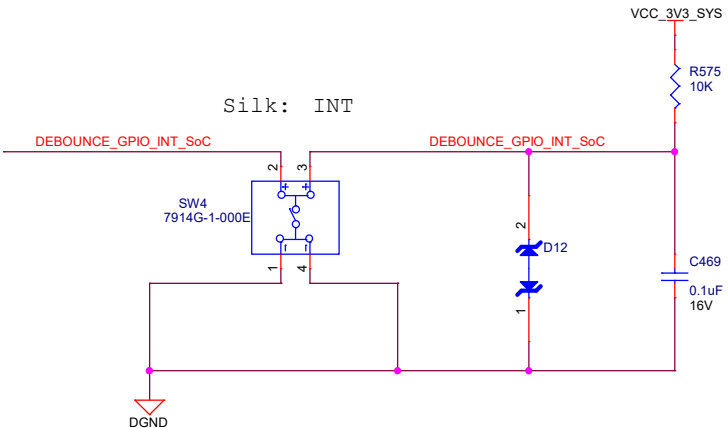 VCC_3V3_SYS
R575
10K
Silk: INT
DEBOUNCE_GPIO_INT_SoC
DEBOUNCE_GPIO_INT_SoC
2
3
SW4
7914G-1-000E
1
4
2
D12
1
C469
0.1uF
16V
DGND